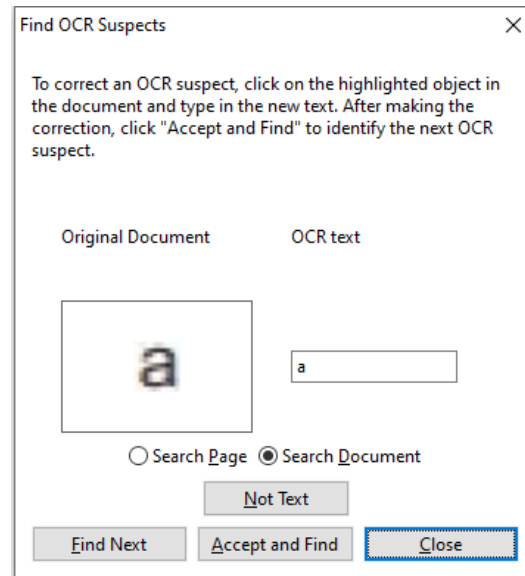 Find OCR Suspects
To correct an OCR suspect, click on the highlighted object in
the document and type in the new text. After making the
correction, click "Accept and Find" to identify the next OCR
suspect.
Original Document
OCR text
a
a
Search Page
Search Document
Not Text
Find Next
Accept and Find
Close